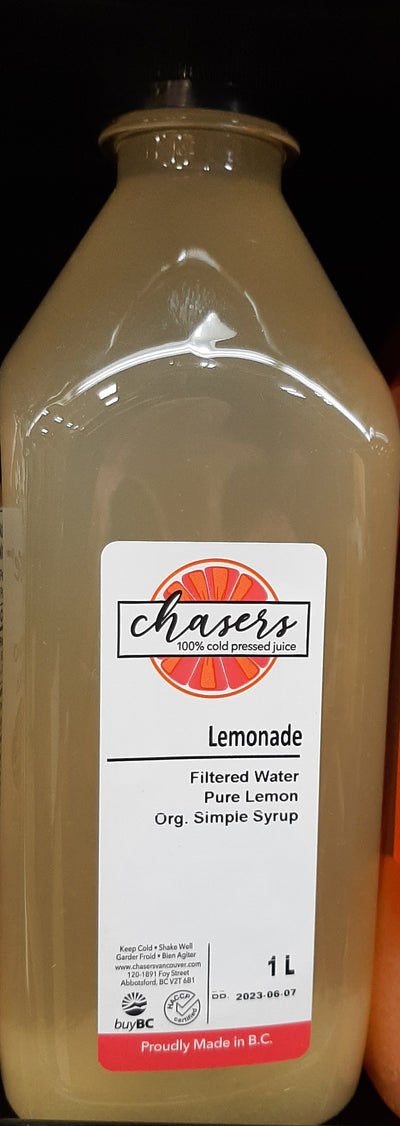 chasers
100% cold pressed juice
Lemonade
Filtered Water
Pure Lemon
Org. Simple Syrup
Keep Cold • Shake Well
Garder Froid • Bien Agiter
www.chasersvancouver.com
120-1891 Foy Street
Abbotsford, BC V2T 6B1
buyBC
HACCP
certified
1 L
DD. 2023-06-07
Proudly Made in B.C.